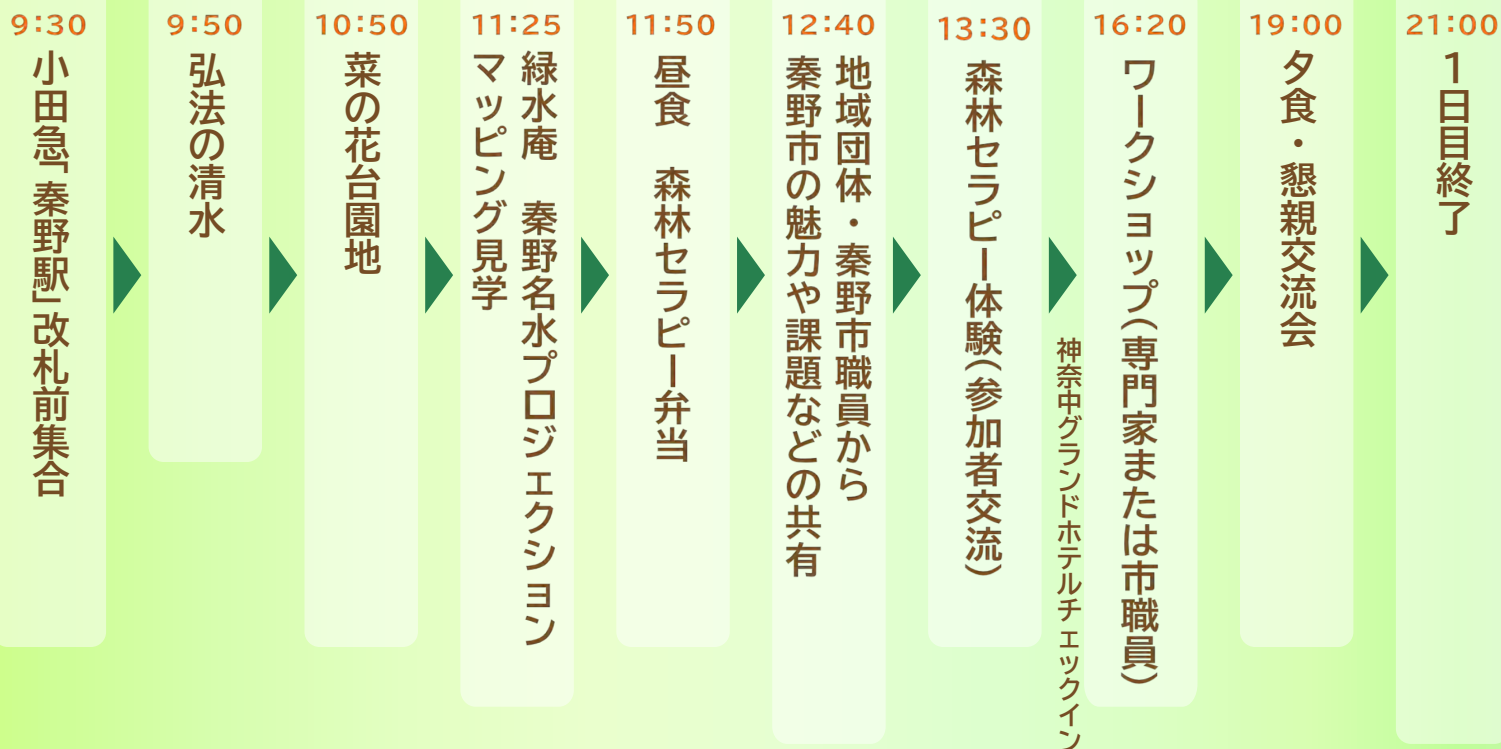 9:30
小田急「秦野駅」改札前集合
9:50
弘法の清水
10:50
菜の花台園地
11:25
緑水庵　秦野名水プロジェクション
マッピング見学
11:50
昼食　森林セラピー弁当
12:40
地域団体・秦野市職員から
秦野市の魅力や課題などの共有
13:30
森林セラピー体験(参加者交流)
神奈中グランドホテルチェックイン
16:20
ワークショップ(専門家または市職員)
19:00
夕食・懇親交流会
21:00
1日目終了